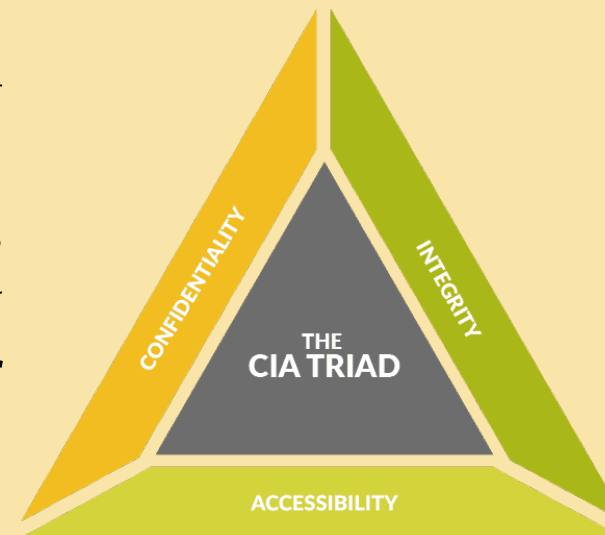 CONFIDENTIALITY
INTEGRITY
THE
CIA TRIAD
ACCESSIBILITY